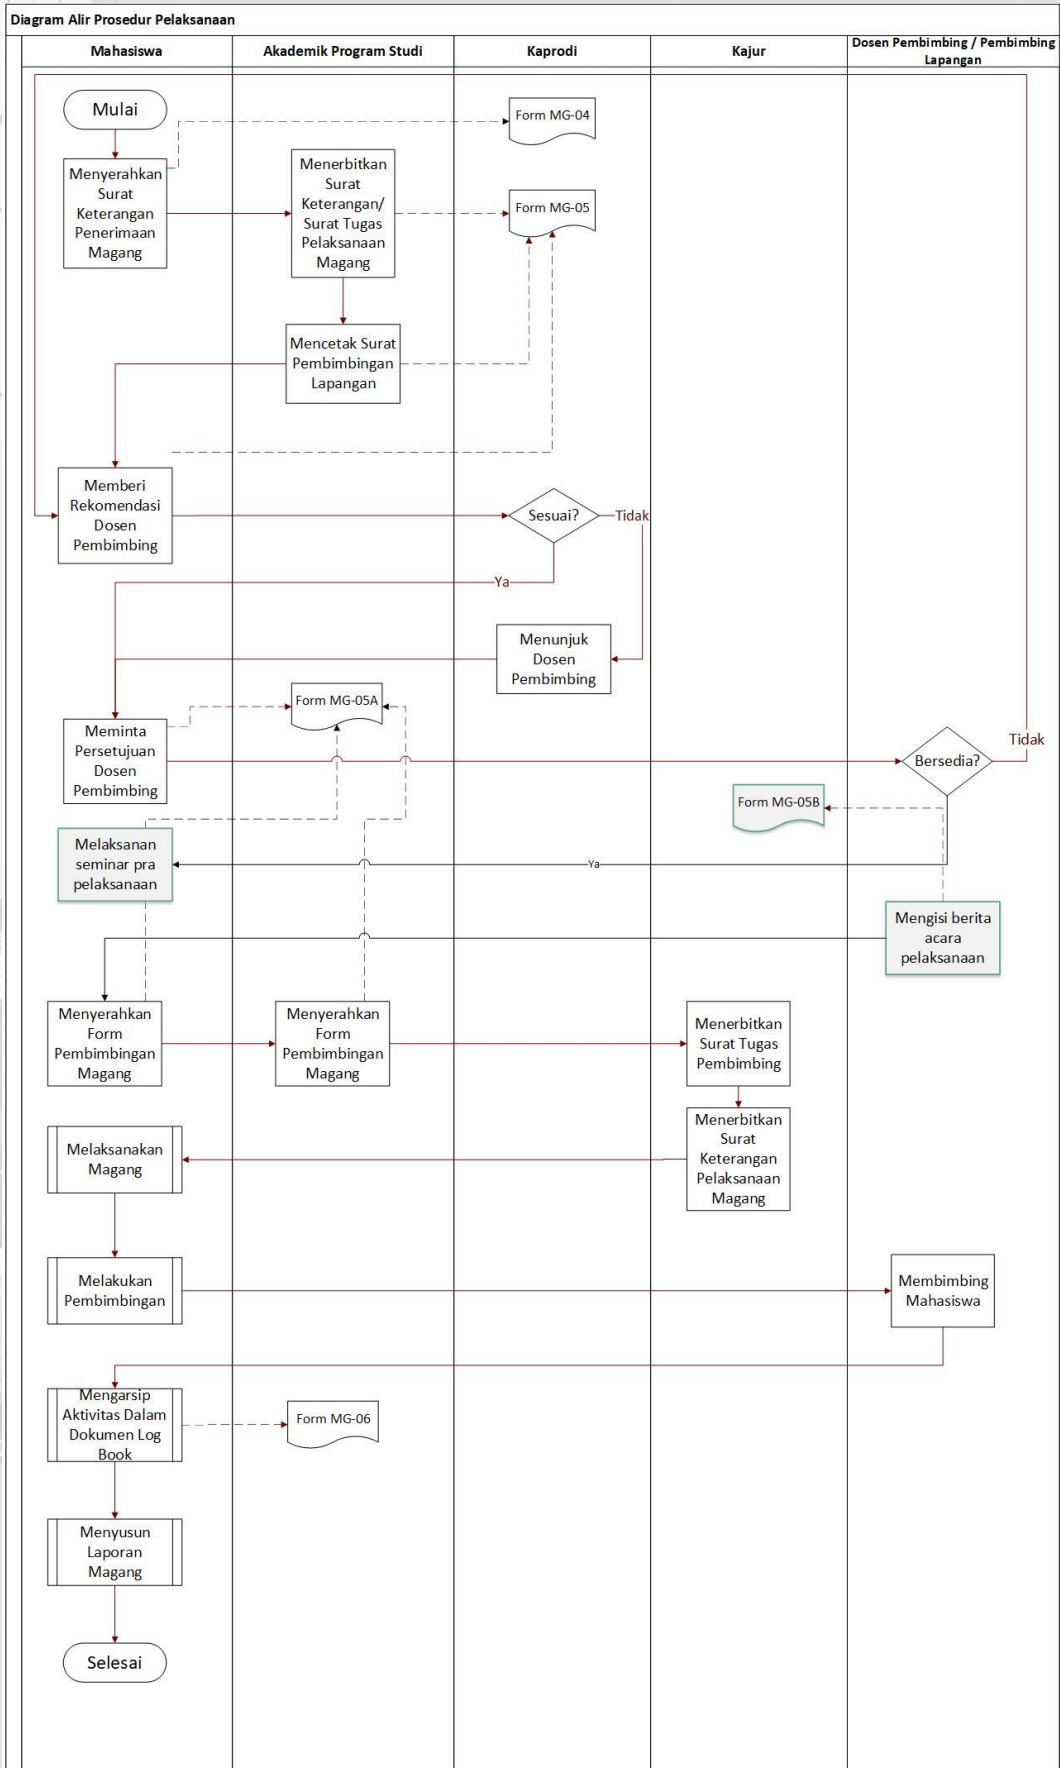 Diagram Alir Prosedur Pelaksanaan
Mahasiswa
Akademik Program Studi
Kaprodi
Kajur
Dosen Pembimbing / Pembimbing
Lapangan
Mulai
Form MG-04
Menyerahkan
Surat
Keterangan
Penerimaan
Magang
Menerbitkan
Surat
Keterangan/
Surat Tugas
Pelaksanaan
Magang
Form MG-05
Mencetak Surat
Pembimbingan
Lapangan
Memberi
Rekomendasi
Dosen
Pembimbing
Sesuai?
Tidak
Ya
Menunjuk
Dosen
Pembimbing
Form MG-05A
Meminta
Persetujuan
Dosen
Pembimbing
Bersedia?
Tidak
Form MG-05B
Melaksanan
seminar pra
pelaksanaan
Ya
Mengisi berita
acara
pelaksanaan
Menyerahkan
Form
Pembimbingan
Magang
Menyerahkan
Form
Pembimbingan
Magang
Menerbitkan
Surat Tugas
Pembimbing
Menerbitkan
Surat
Keterangan
Pelaksanaan
Magang
Melaksanakan
Magang
Melakukan
Pembimbingan
Membimbing
Mahasiswa
Mengarsip
Aktivitas Dalam
Dokumen Log
Book
Form MG-06
Menyusun
Laporan
Magang
Selesai